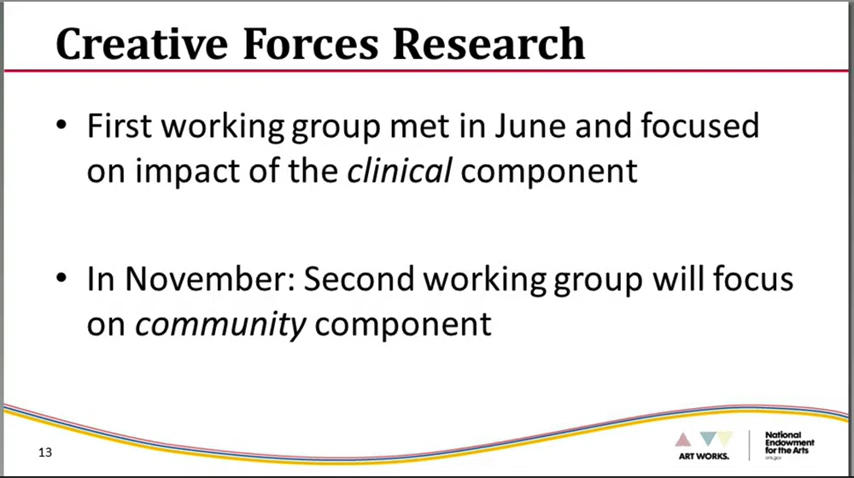 Creative Forces Research
• First working group met in June and focused
on impact of the clinical component
• In November: Second working group will focus
on community component
13
ART WORKS.
National
Endowment
for the Arts
arts.gov